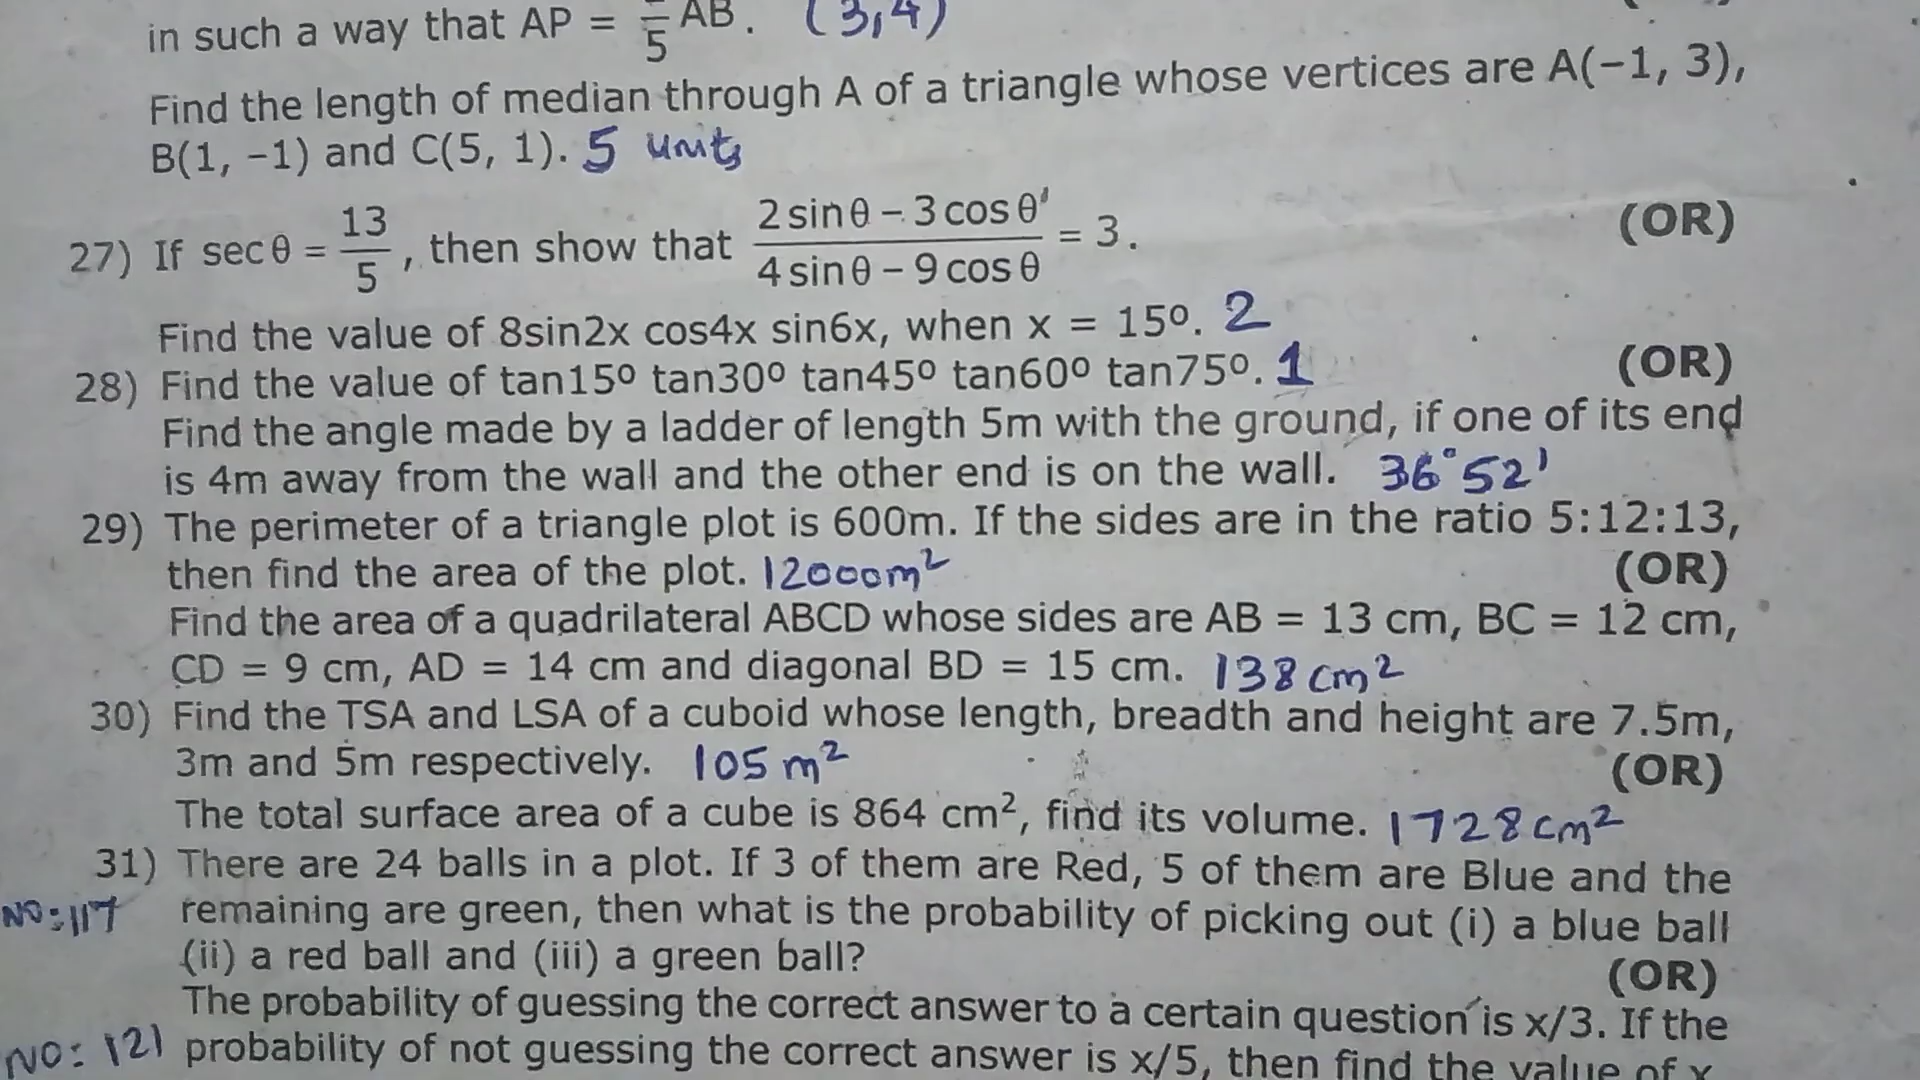 in such a way that AP = /5 AB. (3,4)
Find the length of median through A of a triangle whose vertices are A(−1, 3),
B(1, −1) and C(5, 1). 5 units
27) If secθ = 13/5, then show that (2 sinθ − 3 cosθ)/(4 sinθ − 9 cosθ) = 3. (OR)
Find the value of 8sin2x cos4x sin6x, when x = 15º. 2
28) Find the value of tan15º tan30º tan45º tan60º tan75º. 1 (OR)
Find the angle made by a ladder of length 5m with the ground, if one of its end
is 4m away from the wall and the other end is on the wall. 36°52'
29) The perimeter of a triangle plot is 600m. If the sides are in the ratio 5:12:13,
then find the area of the plot. 12000m² (OR)
Find the area of a quadrilateral ABCD whose sides are AB = 13 cm, BC = 12 cm,
CD = 9 cm, AD = 14 cm and diagonal BD = 15 cm. 138 cm²
30) Find the TSA and LSA of a cuboid whose length, breadth and height are 7.5m,
3m and 5m respectively. 105 m² (OR)
The total surface area of a cube is 864 cm², find its volume. 1728 cm²
31) There are 24 balls in a plot. If 3 of them are Red, 5 of them are Blue and the
NO:117 remaining are green, then what is the probability of picking out (i) a blue ball
(ii) a red ball and (iii) a green ball? (OR)
The probability of guessing the correct answer to a certain question is x/3. If the
NO: 121 probability of not guessing the correct answer is x/5, then find the value of x